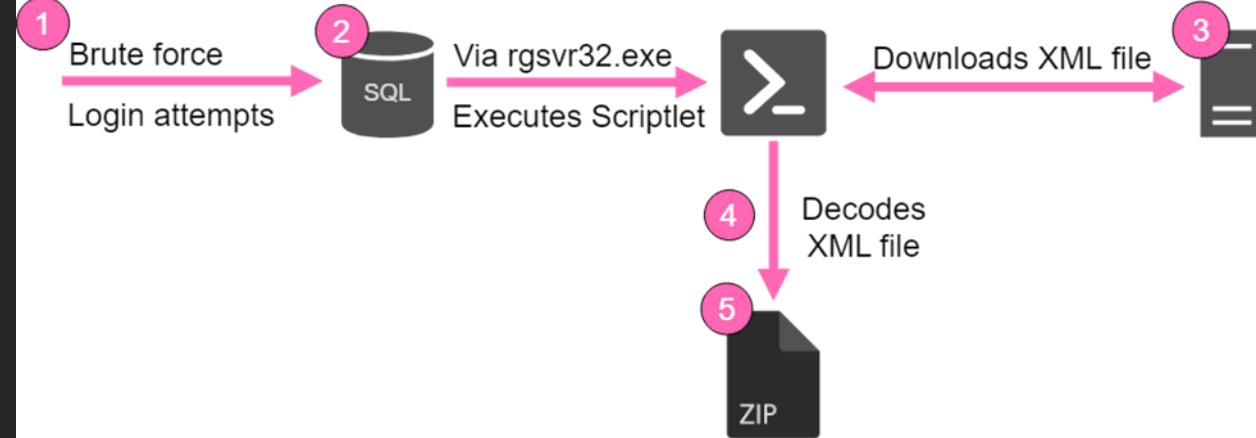 1
Brute force
Login attempts
2
SQL
Via rgsvr32.exe
Executes Scriptlet
Downloads XML file
3
4
Decodes
XML file
5
ZIP